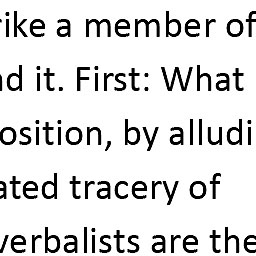 rike a member of
nd it. First: What
osition, by alludi
ated tracery of
verbalists are the